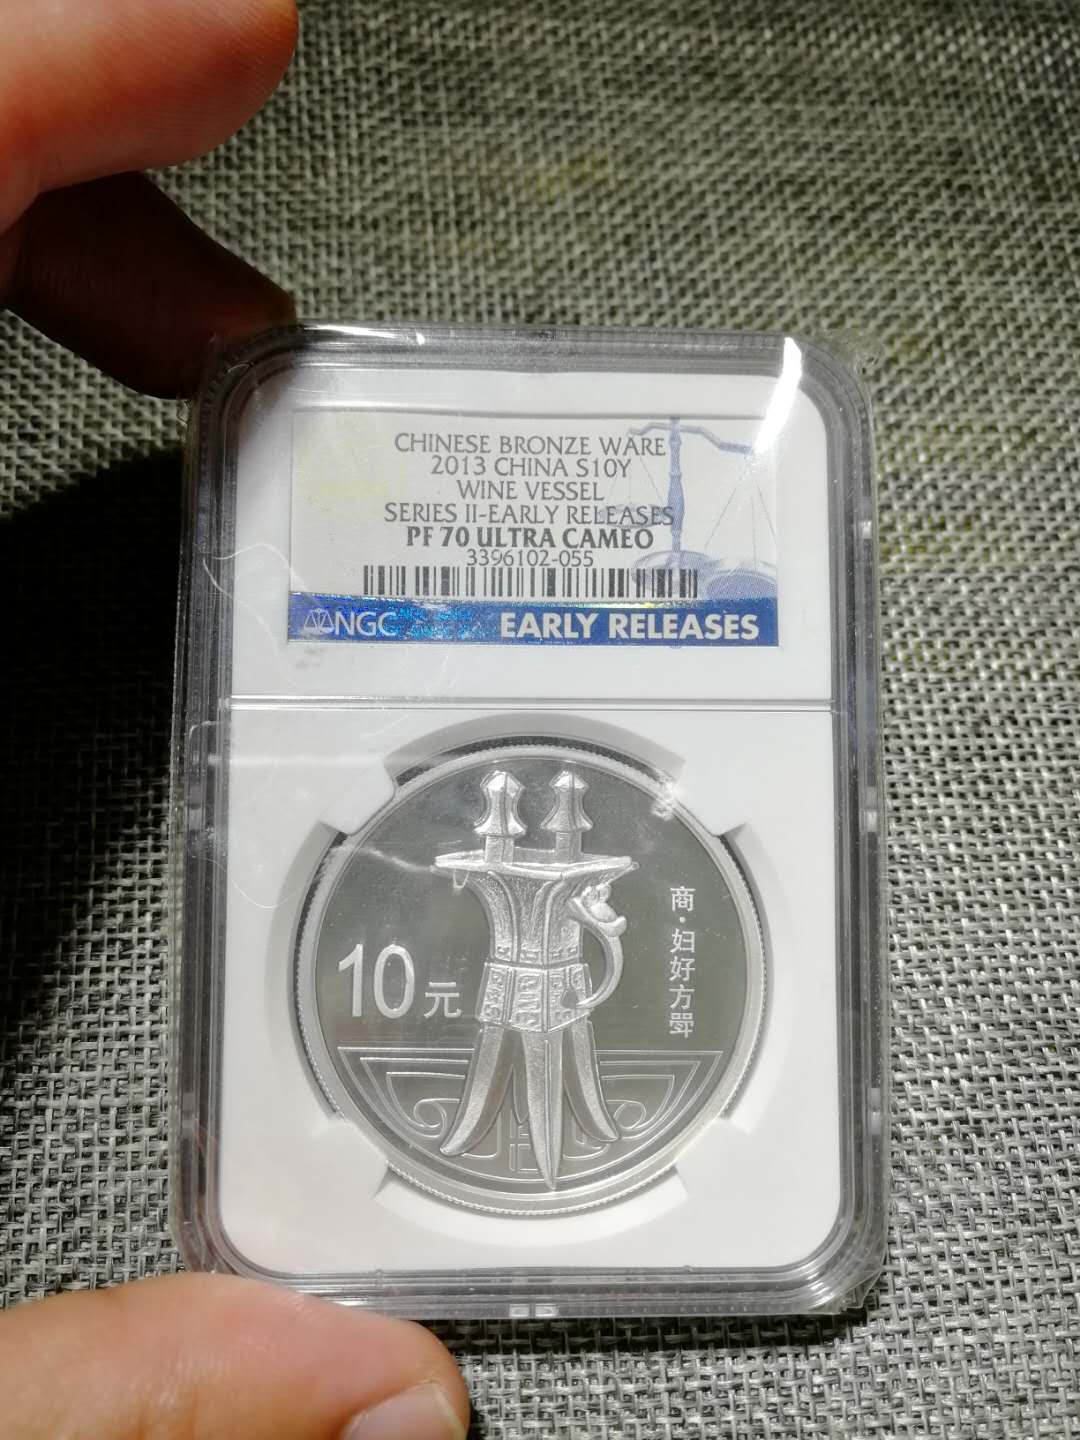 CHINESE BRONZE WARE
2013 CHINA S10Y
WINE VESSEL
SERIES II-EARLY RELEASES
PF 70 ULTRA CAMEO
3396102-055
NGC
EARLY RELEASES
10元
商·妇好方斝